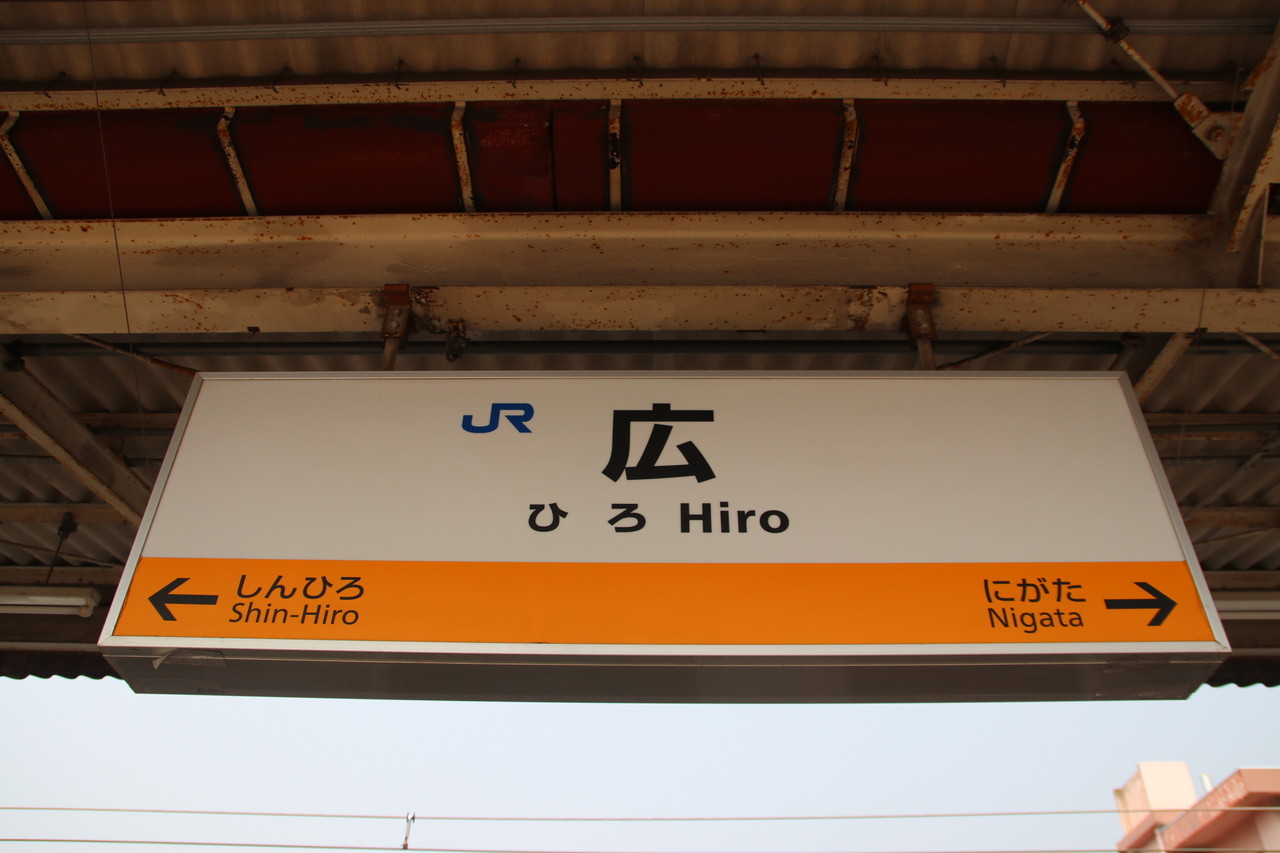 JR 広
ひろ Hiro
← しんひろ
Shin-Hiro
にがた →
Nigata